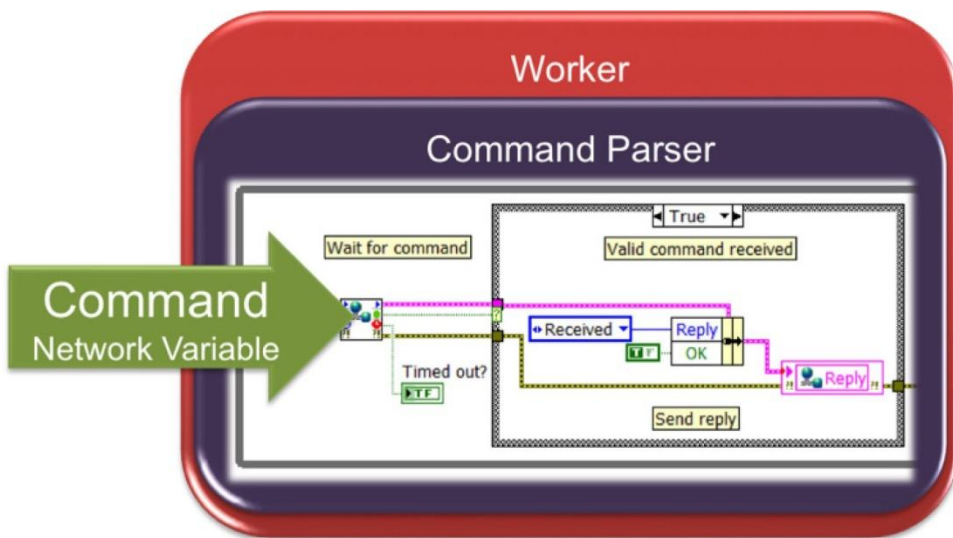 Worker
Command Parser
True
Wait for command
Valid command received
Command
Network Variable
Received
Reply
OK
T F
Reply
Timed out?
TF
Send reply